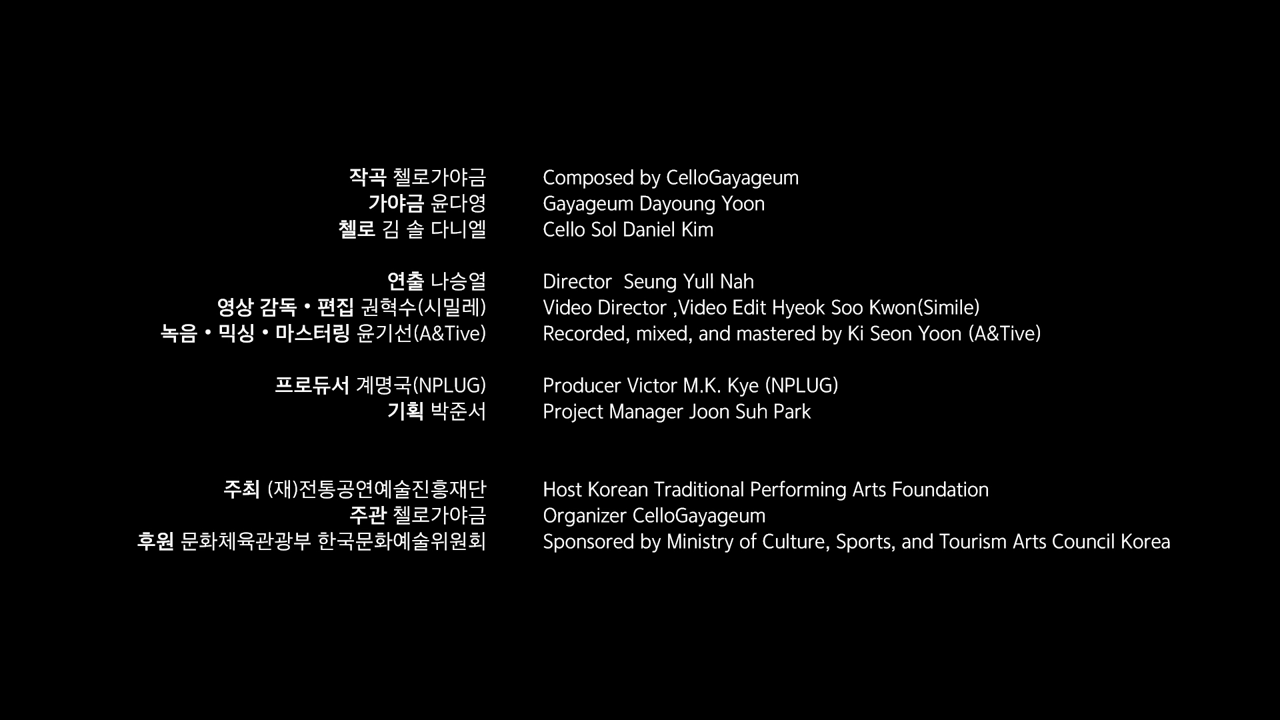 작곡 첼로가야금 Composed by CelloGayageum
가야금 윤다영 Gayageum Dayoung Yoon
첼로 김 솔 다니엘 Cello Sol Daniel Kim
연출 나승열 Director  Seung Yull Nah
영상 감독 • 편집 권혁수(시밀레) Video Director ,Video Edit Hyeok Soo Kwon(Simile)
녹음 • 믹싱 • 마스터링 윤기선(A&Tive) Recorded, mixed, and mastered by Ki Seon Yoon (A&Tive)
프로듀서 계명국(NPLUG) Producer Victor M.K. Kye (NPLUG)
기획 박준서 Project Manager Joon Suh Park
주최 (재)전통공연예술진흥재단 Host Korean Traditional Performing Arts Foundation
주관 첼로가야금 Organizer CelloGayageum
후원 문화체육관광부 한국문화예술위원회 Sponsored by Ministry of Culture, Sports, and Tourism Arts Council Korea